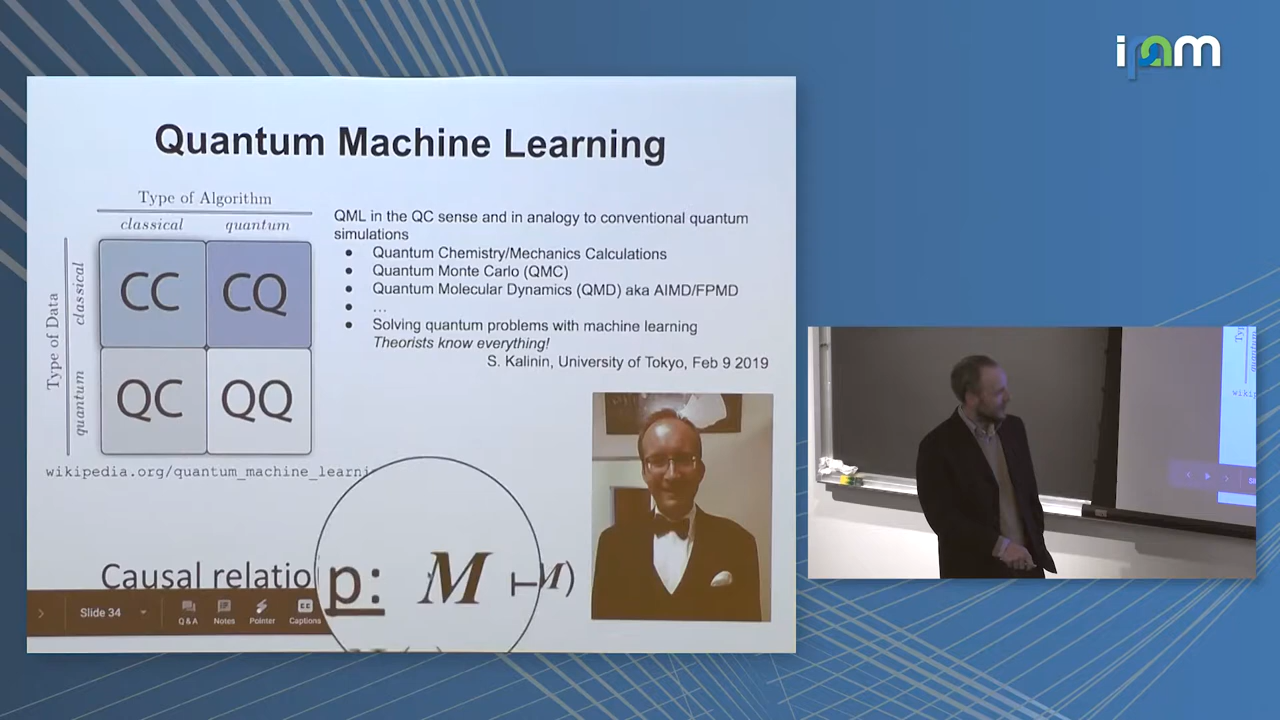 ipam
Quantum Machine Learning
Type of Algorithm
classical quantum
Type of Data
classical
quantum
CC CQ
QC QQ
wikipedia.org/quantum_machine_learni
QML in the QC sense and in analogy to conventional quantum
simulations
• Quantum Chemistry/Mechanics Calculations
• Quantum Monte Carlo (QMC)
• Quantum Molecular Dynamics (QMD) aka AIMD/FPMD
• ...
• Solving quantum problems with machine learning
Theorists know everything!
S. Kalinin, University of Tokyo, Feb 9 2019
Causal relatio p: M ⊢ M)
Slide 34
Q & A Notes Pointer Captions